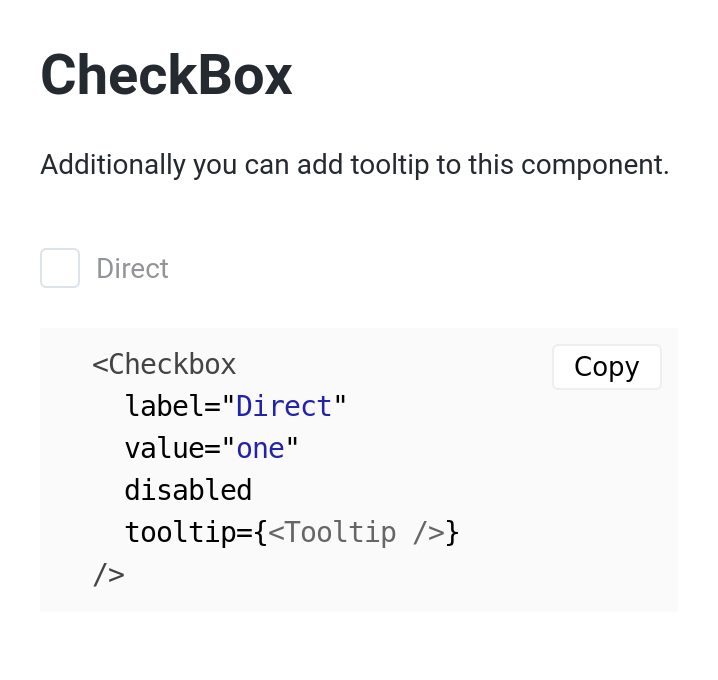 CheckBox
Additionally you can add tooltip to this component.
Direct
Copy
<Checkbox
  label="Direct"
  value="one"
  disabled
  tooltip={<Tooltip />}
/>